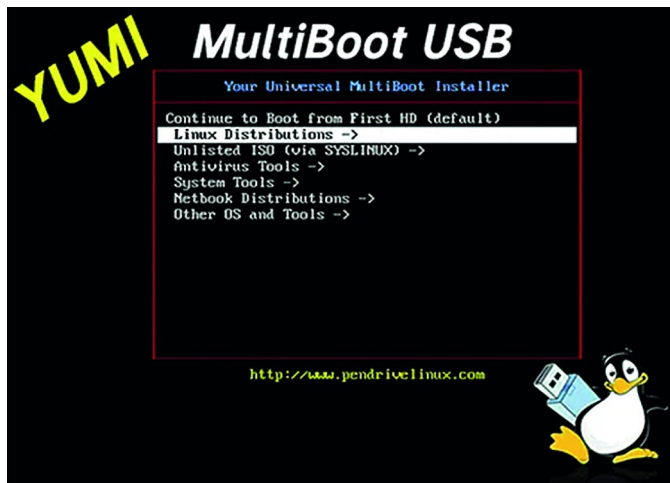 YUMI
MultiBoot USB
Your Universal MultiBoot Installer
Continue to Boot from First HD (default)
Linux Distributions ->
Unlisted ISO (via SYSLINUX) ->
Antivirus Tools ->
System Tools ->
Netbook Distributions ->
Other OS and Tools ->
http://www.pendrivelinux.com